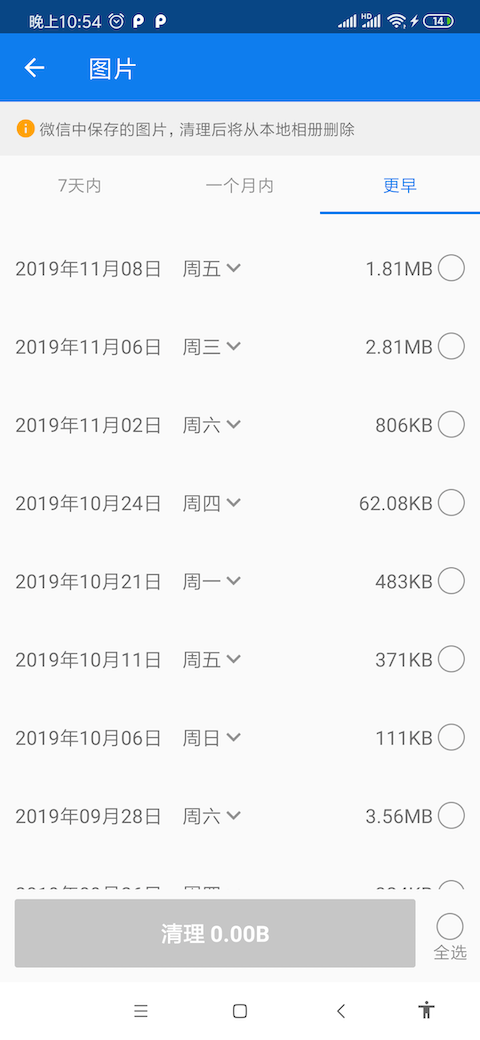 晚上10:54 HD 14
图片
微信中保存的图片，清理后将从本地相册删除
7天内 一个月内 更早
2019年11月08日 周五 1.81MB
2019年11月06日 周三 2.81MB
2019年11月02日 周六 806KB
2019年10月24日 周四 62.08KB
2019年10月21日 周一 483KB
2019年10月11日 周五 371KB
2019年10月06日 周日 111KB
2019年09月28日 周六 3.56MB
清理 0.00B
全选